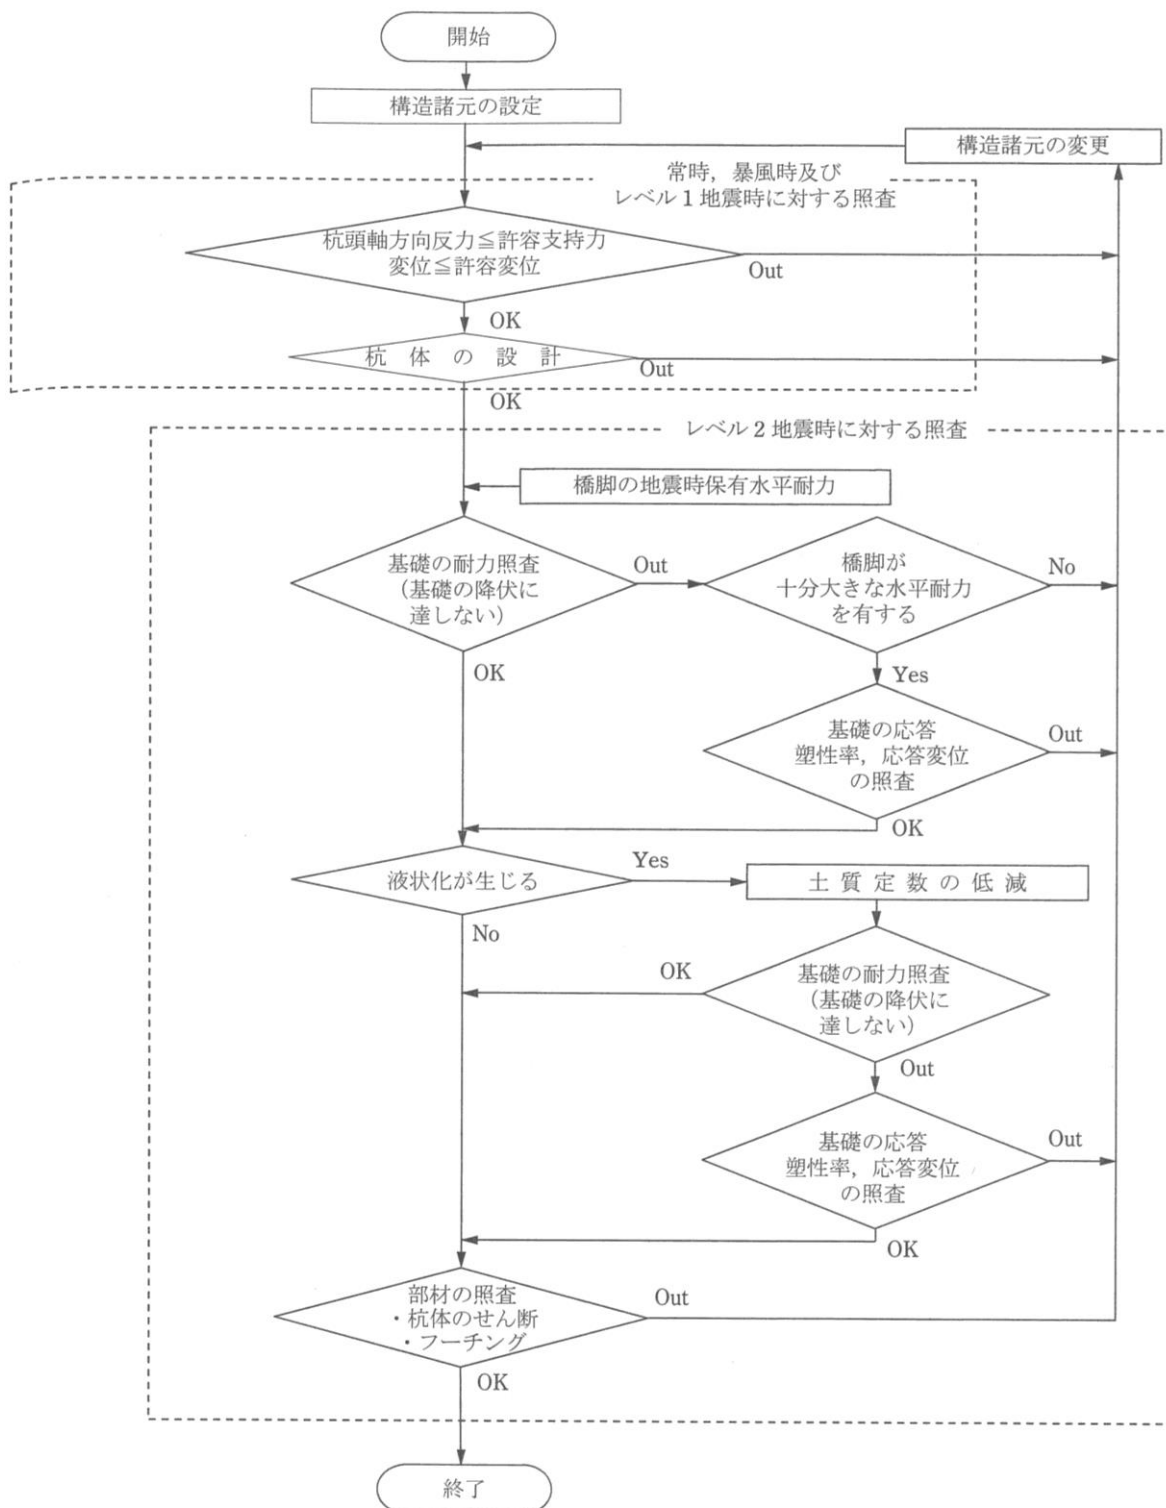 開始
構造諸元の設定
構造諸元の変更
常時，暴風時及び
レベル1地震時に対する照査
杭頭軸方向反力≦許容支持力
変位≦許容変位
Out
OK
杭体の設計
Out
OK
レベル2地震時に対する照査
橋脚の地震時保有水平耐力
基礎の耐力照査
（基礎の降伏に
達しない）
Out
橋脚が
十分大きな水平耐力
を有する
No
OK
Yes
基礎の応答
塑性率，応答変位
の照査
Out
OK
液状化が生じる
Yes
土質定数の低減
No
OK
基礎の耐力照査
（基礎の降伏に
達しない）
Out
基礎の応答
塑性率，応答変位
の照査
Out
OK
部材の照査
・杭体のせん断
・フーチング
Out
OK
終了